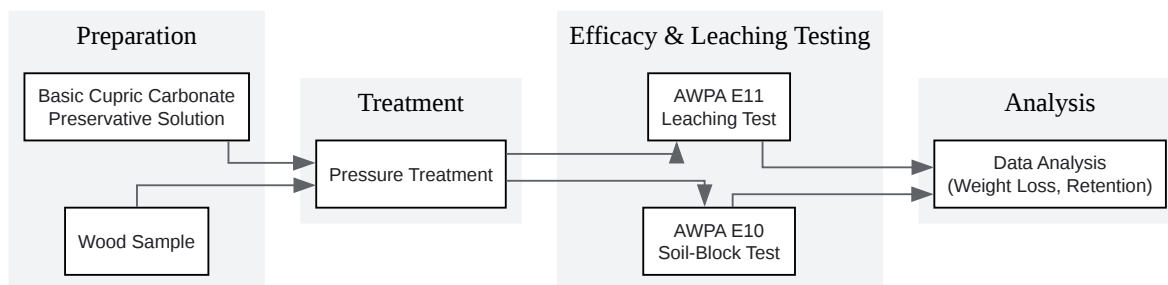 Preparation
Basic Cupric Carbonate
Preservative Solution
Wood Sample
Treatment
Pressure Treatment
Efficacy & Leaching Testing
AWPA E11
Leaching Test
AWPA E10
Soil-Block Test
Analysis
Data Analysis
(Weight Loss, Retention)